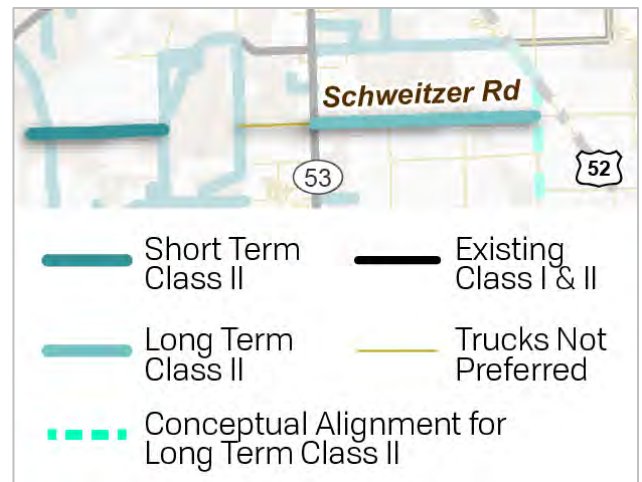 Schweitzer Rd
53
52
Short Term
Class II
Existing
Class I & II
Long Term
Class II
Trucks Not
Preferred
Conceptual Alignment for
Long Term Class II